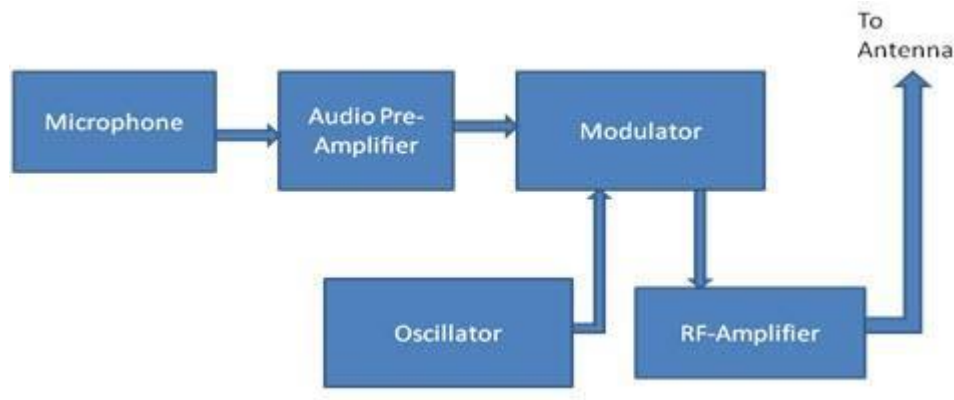 To
Antenna
Microphone
Audio Pre-
Amplifier
Modulator
Oscillator
RF-Amplifier